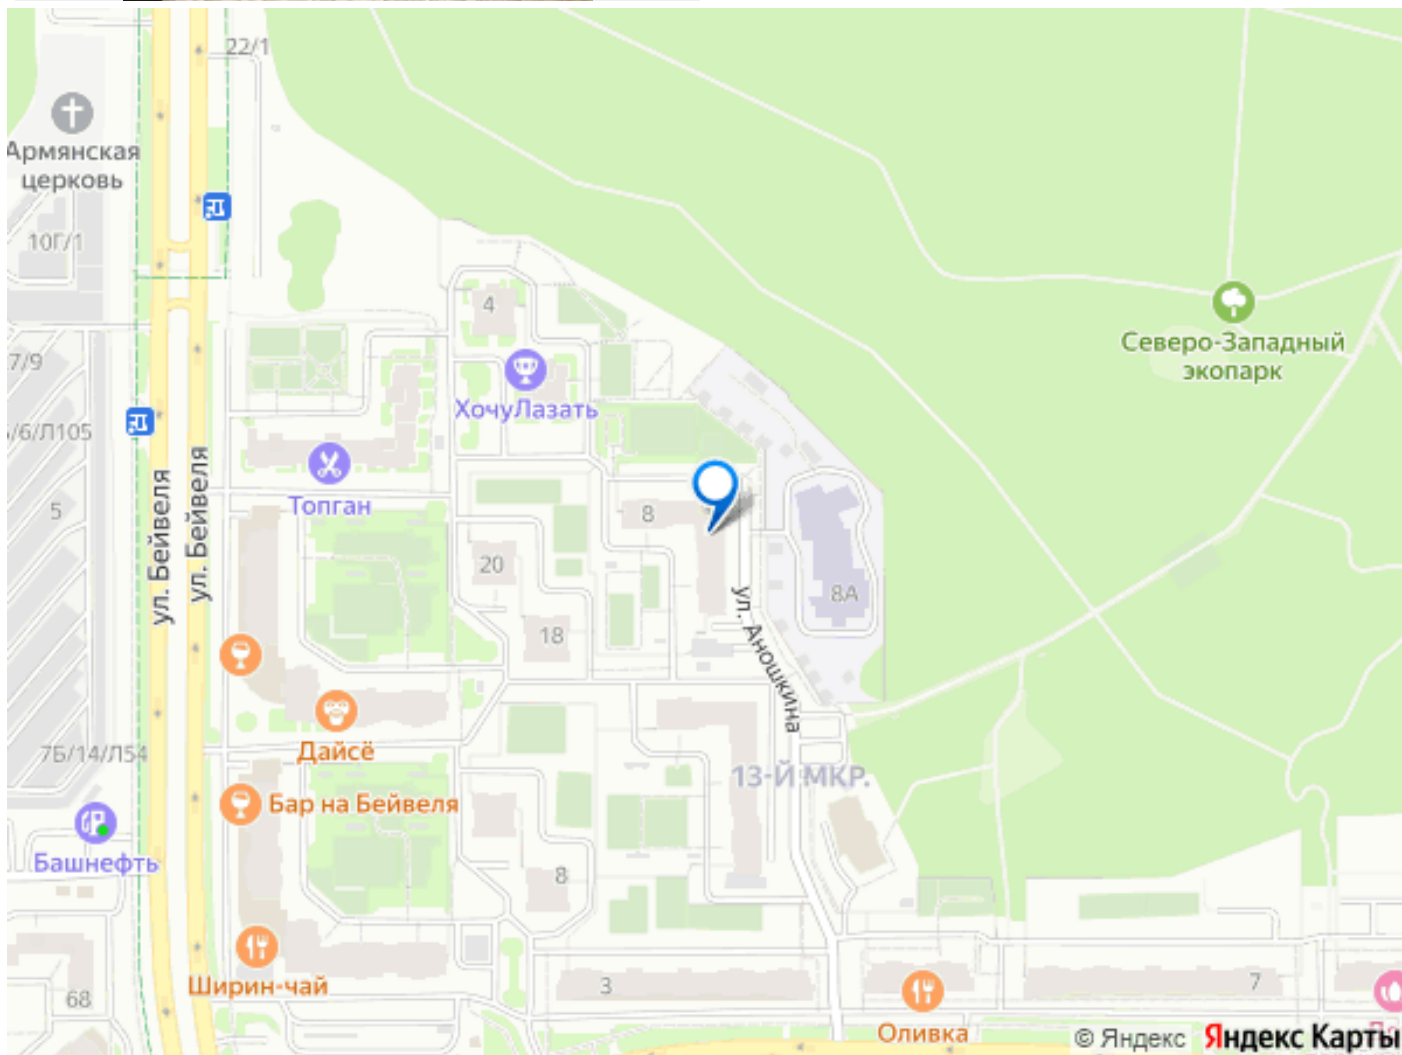 22/1
Армянская
церковь
10Г/1
4
Северо-Западный
экопарк
7/9
ХочуЛазать
/6/Л105
ул. Бейвеля
ул. Бейвеля
Топган
5
8
20
8А
18
ул. Аношкина
Дайсё
7Б/14/Л54
13-Й МКР.
Бар на Бейвеля
Башнефть
8
Ширин-чай
68
3
7
Оливка
© Яндекс Яндекс Карты